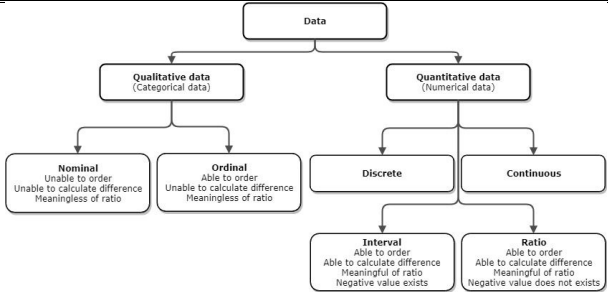 Data
Qualitative data
(Categorical data)
Quantitative data
(Numerical data)
Nominal
Unable to order
Unable to calculate difference
Meaningless of ratio
Ordinal
Able to order
Unable to calculate difference
Meaningless of ratio
Discrete
Continuous
Interval
Able to order
Able to calculate difference
Meaningful of ratio
Negative value exists
Ratio
Able to order
Able to calculate difference
Meaningful of ratio
Negative value does not exists